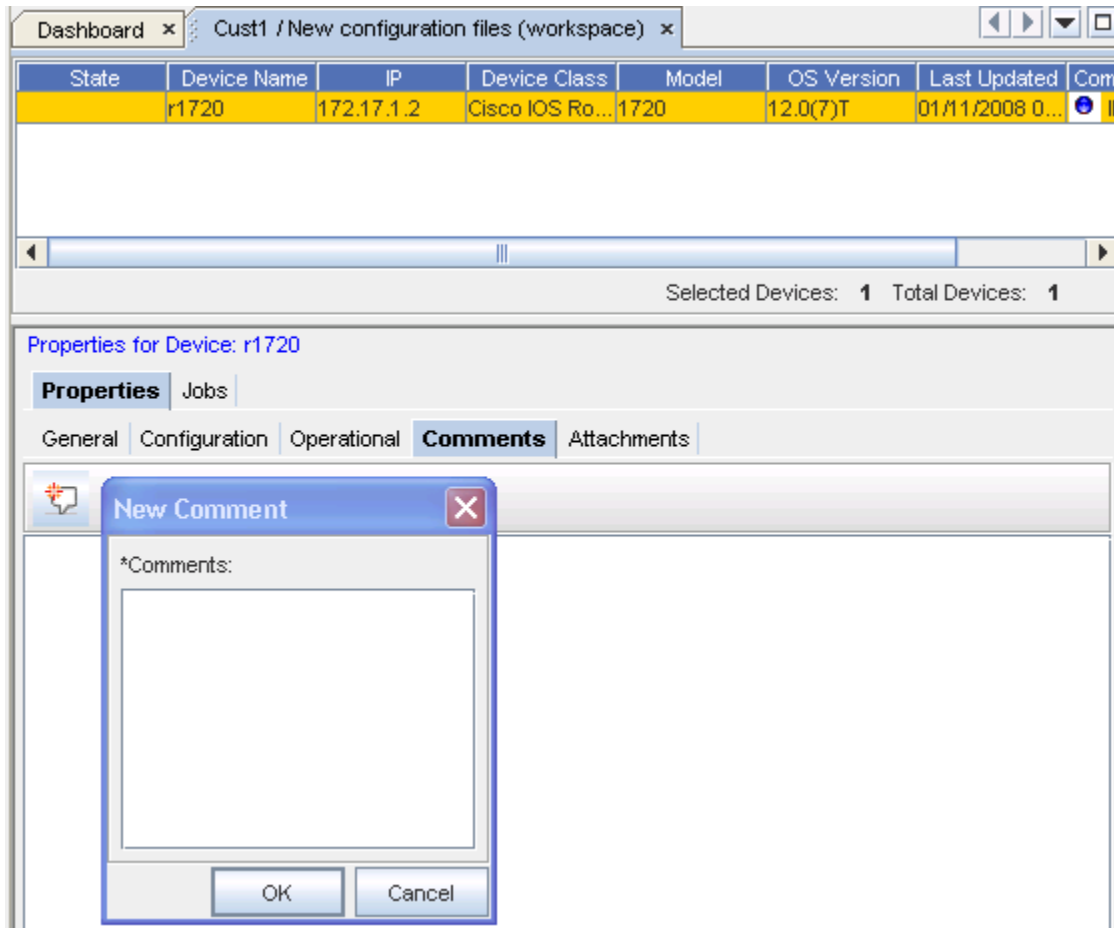 Dashboard Cust1 / New configuration files (workspace)
State Device Name IP Device Class Model OS Version Last Updated Com
r1720 172.17.1.2 Cisco IOS Ro... 1720 12.0(7)T 01/11/2008 0...
Selected Devices: 1 Total Devices: 1
Properties for Device: r1720
Properties Jobs
General Configuration Operational Comments Attachments
New Comment
*Comments:
OK Cancel